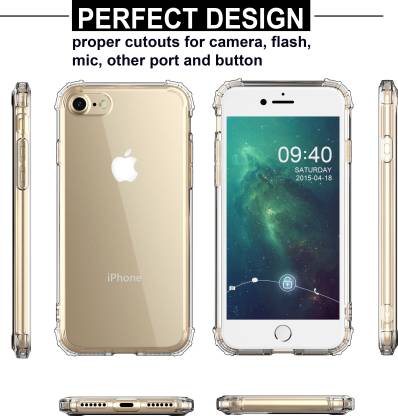 PERFECT DESIGN
proper cutouts for camera, flash,
mic, other port and button
09:40
SATURDAY
2015-04-18
iPhone